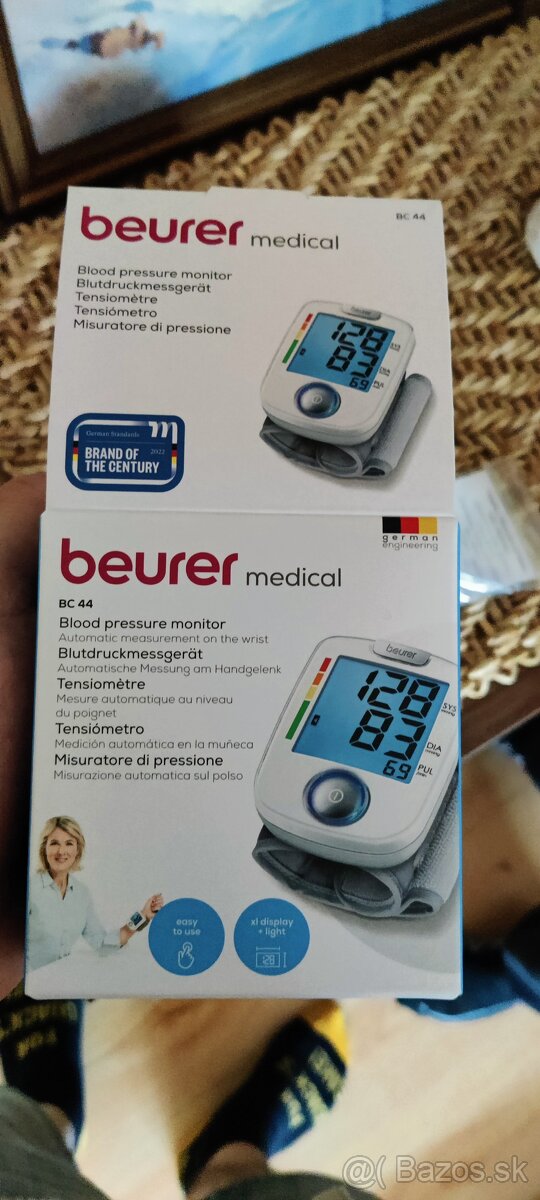 beurer medical
BC 44
Blood pressure monitor
Blutdruckmessgerät
Tensiomètre
Tensiómetro
Misuratore di pressione
beurer
128
83
69
SYS
DIA
PUL
German Standards
2022
BRAND OF
THE CENTURY
german
engineering
beurer medical
BC 44
Blood pressure monitor
Automatic measurement on the wrist
Blutdruckmessgerät
Automatische Messung am Handgelenk
Tensiomètre
Mesure automatique au niveau
du poignet
Tensiómetro
Medición automática en la muñeca
Misuratore di pressione
Misurazione automatica sul polso
beurer
128
83
69
SYS
mmHg
DIA
mmHg
PUL
/min
easy
to use
xl display
+ light
128
@( Bazos.sk